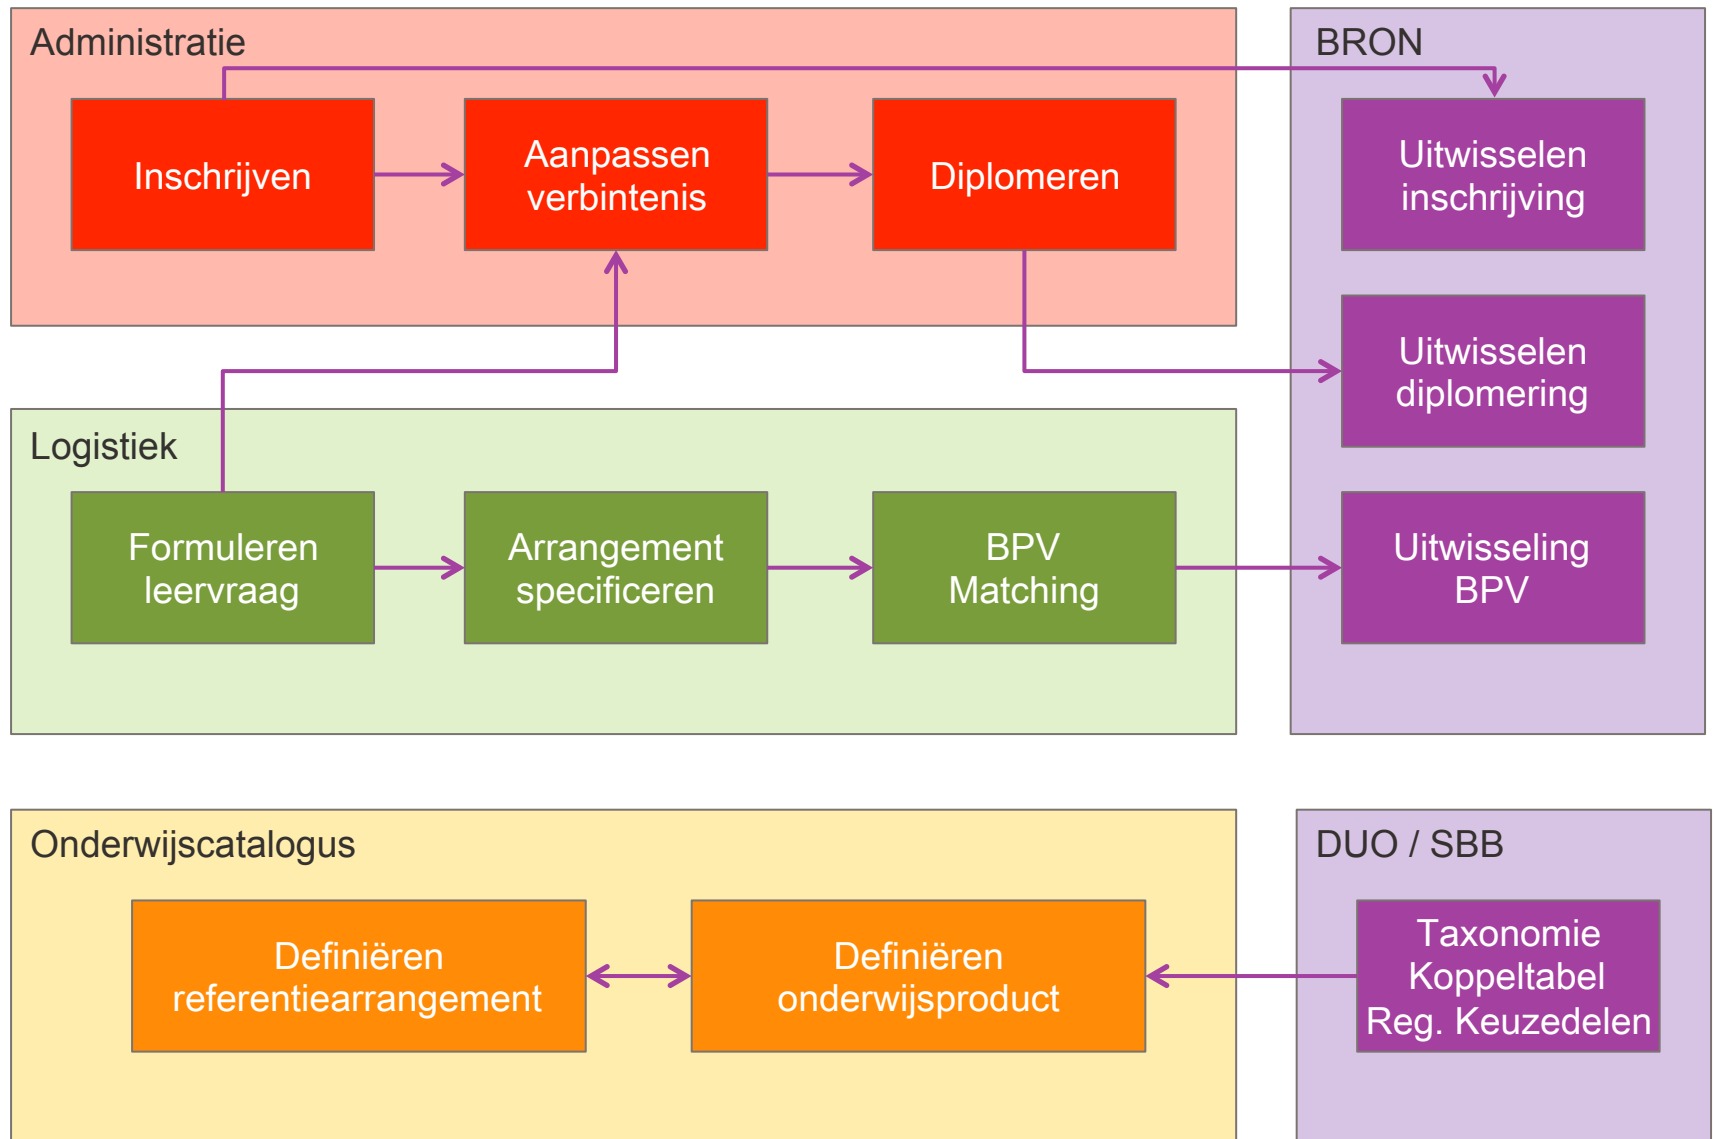 Administratie
Inschrijven
Aanpassen
verbintenis
Diplomeren
BRON
Uitwisselen
inschrijving
Uitwisselen
diplomering
Uitwisseling
BPV
Logistiek
Formuleren
leervraag
Arrangement
specificeren
BPV
Matching
Onderwijscatalogus
Definiëren
referentiearrangement
Definiëren
onderwijsproduct
DUO / SBB
Taxonomie
Koppeltabel
Reg. Keuzedelen